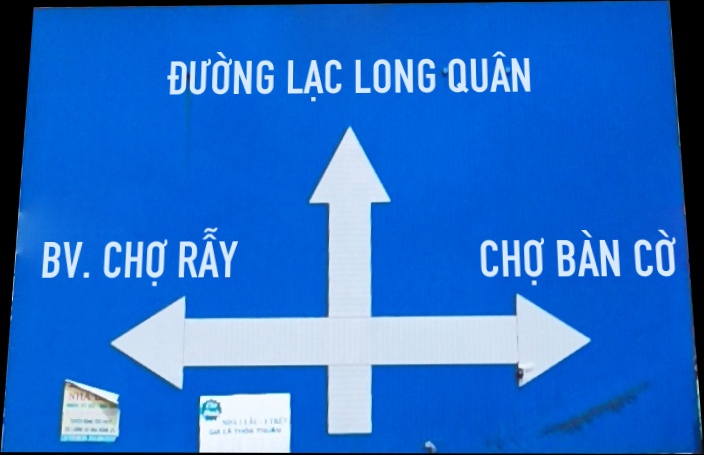 ĐƯỜNG LẠC LONG QUÂN
BV. CHỢ RẪY
CHỢ BÀN CỜ